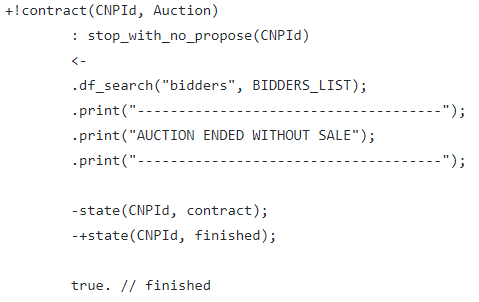 +!contract(CNPId, Auction)
: stop_with_no_propose(CNPId)
<-
.df_search("bidders", BIDDERS_LIST);
.print("-------------------------------------");
.print("AUCTION ENDED WITHOUT SALE");
.print("-------------------------------------");
-state(CNPId, contract);
-+state(CNPId, finished);
true. // finished